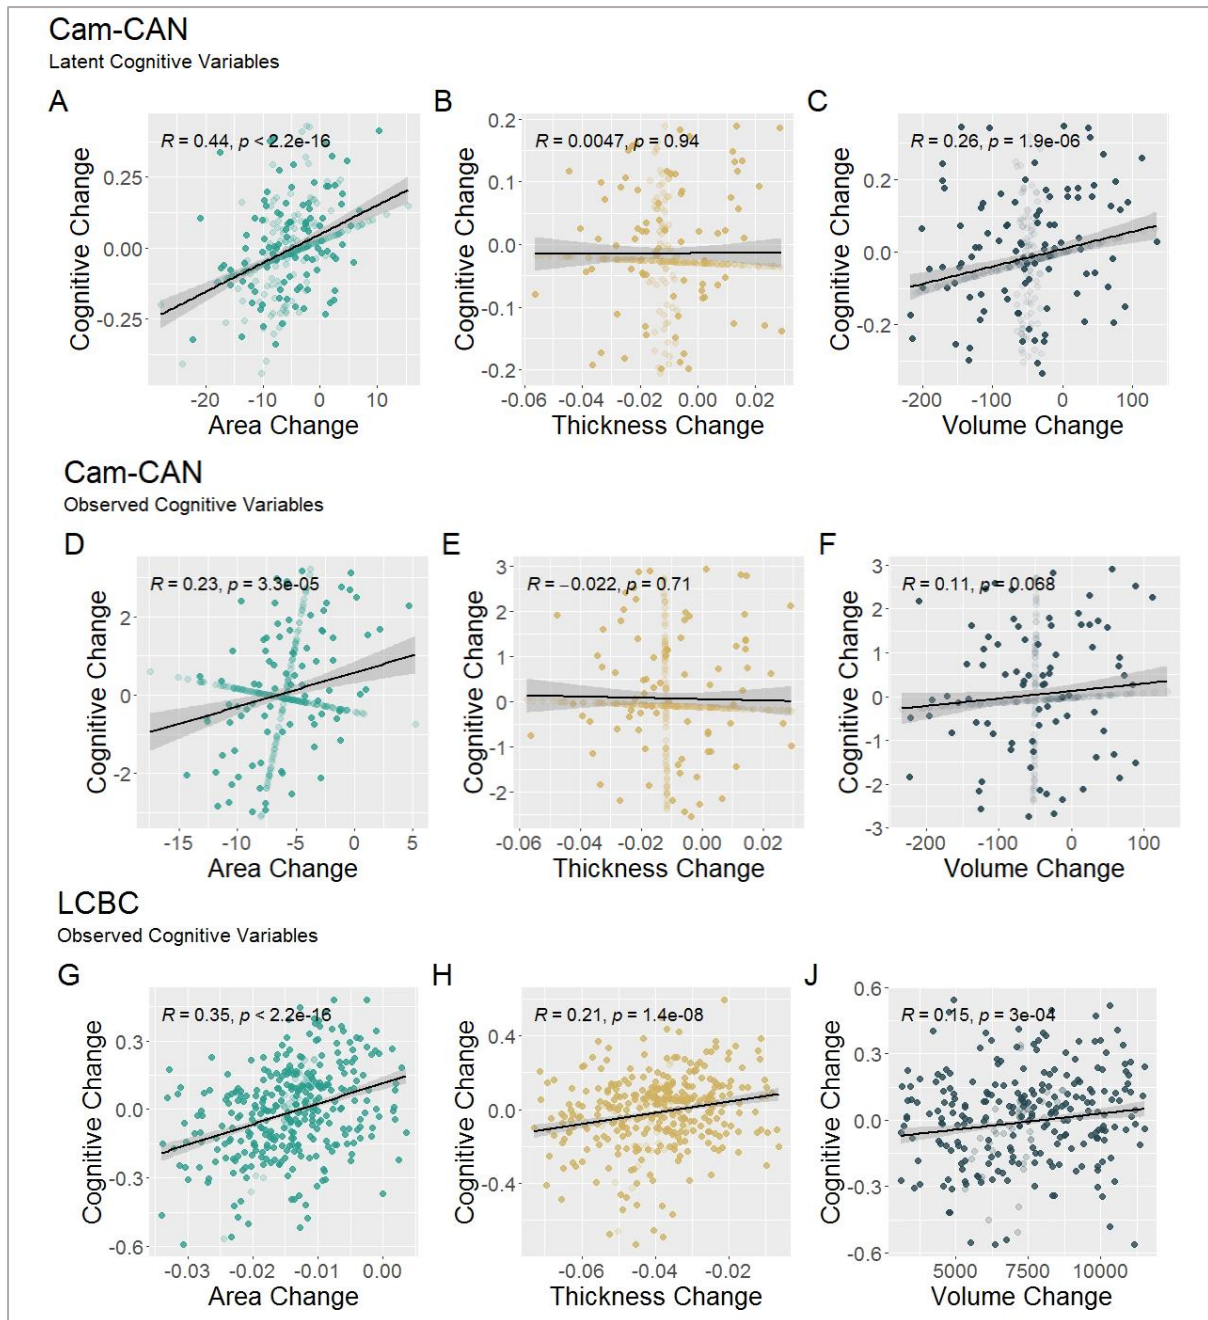 Cam-CAN
Latent Cognitive Variables
A
B
C
R = 0.44, p < 2.2e-16
R = 0.0047, p = 0.94
R = 0.26, p = 1.9e-06
Cognitive Change
0.25
0.00
-0.25
-20 -10 0 10
Area Change
Cognitive Change
0.2
0.1
0.0
-0.1
-0.2
-0.06 -0.04 -0.02 0.00 0.02
Thickness Change
Cognitive Change
0.2
0.0
-0.2
-200 -100 0 100
Volume Change
Cam-CAN
Observed Cognitive Variables
D
E
F
R = 0.23, p = 3.3e-05
R = −0.022, p = 0.71
R = 0.11, p = 0.068
Cognitive Change
2
0
-2
-15 -10 -5 0 5
Area Change
Cognitive Change
3
2
1
0
-1
-2
-0.06 -0.04 -0.02 0.00 0.02
Thickness Change
Cognitive Change
3
2
1
0
-1
-2
-3
-200 -100 0 100
Volume Change
LCBC
Observed Cognitive Variables
G
H
J
R = 0.35, p < 2.2e-16
R = 0.21, p = 1.4e-08
R = 0.15, p = 3e-04
Cognitive Change
0.3
0.0
-0.3
-0.6
-0.03 -0.02 -0.01 0.00
Area Change
Cognitive Change
0.4
0.0
-0.4
-0.06 -0.04 -0.02
Thickness Change
Cognitive Change
0.6
0.3
0.0
-0.3
-0.6
5000 7500 10000
Volume Change